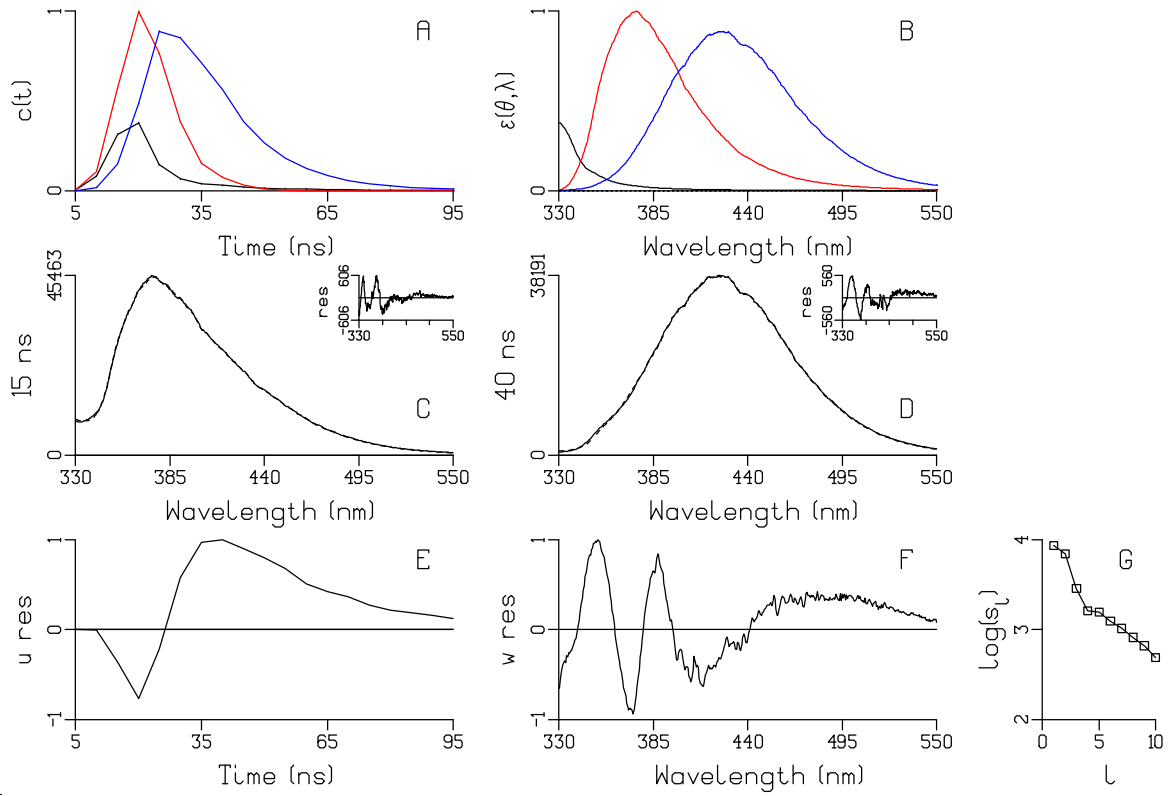 A
1
0
c(t)
5 35 65 95
Time (ns)
B
1
0
ε(θ,λ)
330 385 440 495 550
Wavelength (nm)
C
45463
0
15 ns
330 385 440 495 550
Wavelength (nm)
606
-606
res
330 550
D
38191
0
40 ns
330 385 440 495 550
Wavelength (nm)
560
-560
res
330 550
E
1
0
-1
u res
5 35 65 95
Time (ns)
F
1
0
-1
w res
330 385 440 495 550
Wavelength (nm)
G
4
3
2
log(s_l)
0 5 10
l